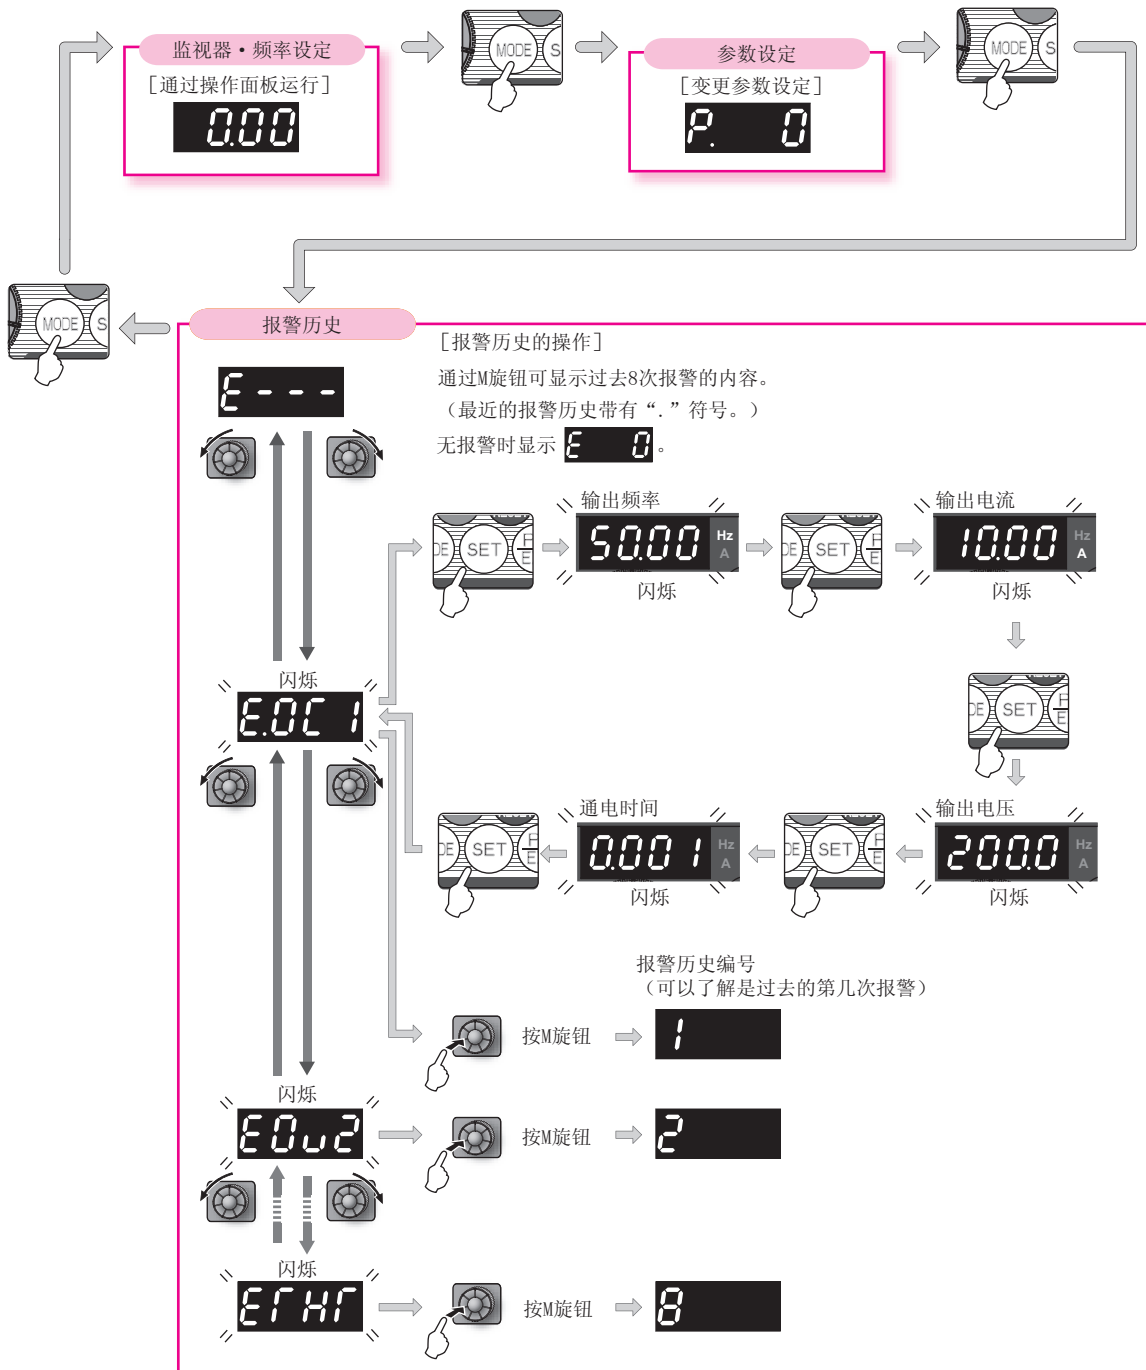 监视器·频率设定
[通过操作面板运行]
0.00
MODE
S
参数设定
[变更参数设定]
P. 0
MODE
S
MODE
S
报警历史
E---
[报警历史的操作]
通过M旋钮可显示过去8次报警的内容。
（最近的报警历史带有“.”符号。）
无报警时显示 E 0 。
DE
SET
F
E
输出频率
50.00
Hz
A
闪烁
DE
SET
F
E
输出电流
10.00
Hz
A
闪烁
闪烁
E.OC1
DE
SET
F
E
DE
SET
F
E
通电时间
0.001
Hz
A
闪烁
DE
SET
F
E
输出电压
200.0
Hz
A
闪烁
报警历史编号
（可以了解是过去的第几次报警）
按M旋钮
1
闪烁
EOv2
按M旋钮
2
闪烁
ETHT
按M旋钮
8